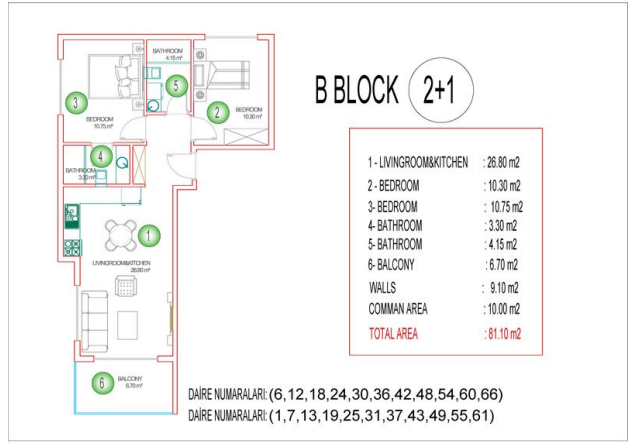 BATHROOM
4.15 m²
5
3
BEDROOM
10.75 m²
2
BEDROOM
10.30 m²
4
BATHROOM
3.30 m²
1
LIVINGROOM&KITCHEN
26.80 m²
6
BALCONY
6.70 m²
B BLOCK 2+1
1 - LIVINGROOM&KITCHEN : 26.80 m2
2 - BEDROOM : 10.30 m2
3- BEDROOM : 10.75 m2
4- BATHROOM : 3.30 m2
5- BATHROOM : 4.15 m2
6- BALCONY : 6.70 m2
WALLS : 9.10 m2
COMMAN AREA : 10.00 m2
TOTAL AREA : 81.10 m2
DAİRE NUMARALARI: (6,12,18,24,30,36,42,48,54,60,66)
DAİRE NUMARALARI: (1,7,13,19,25,31,37,43,49,55,61)